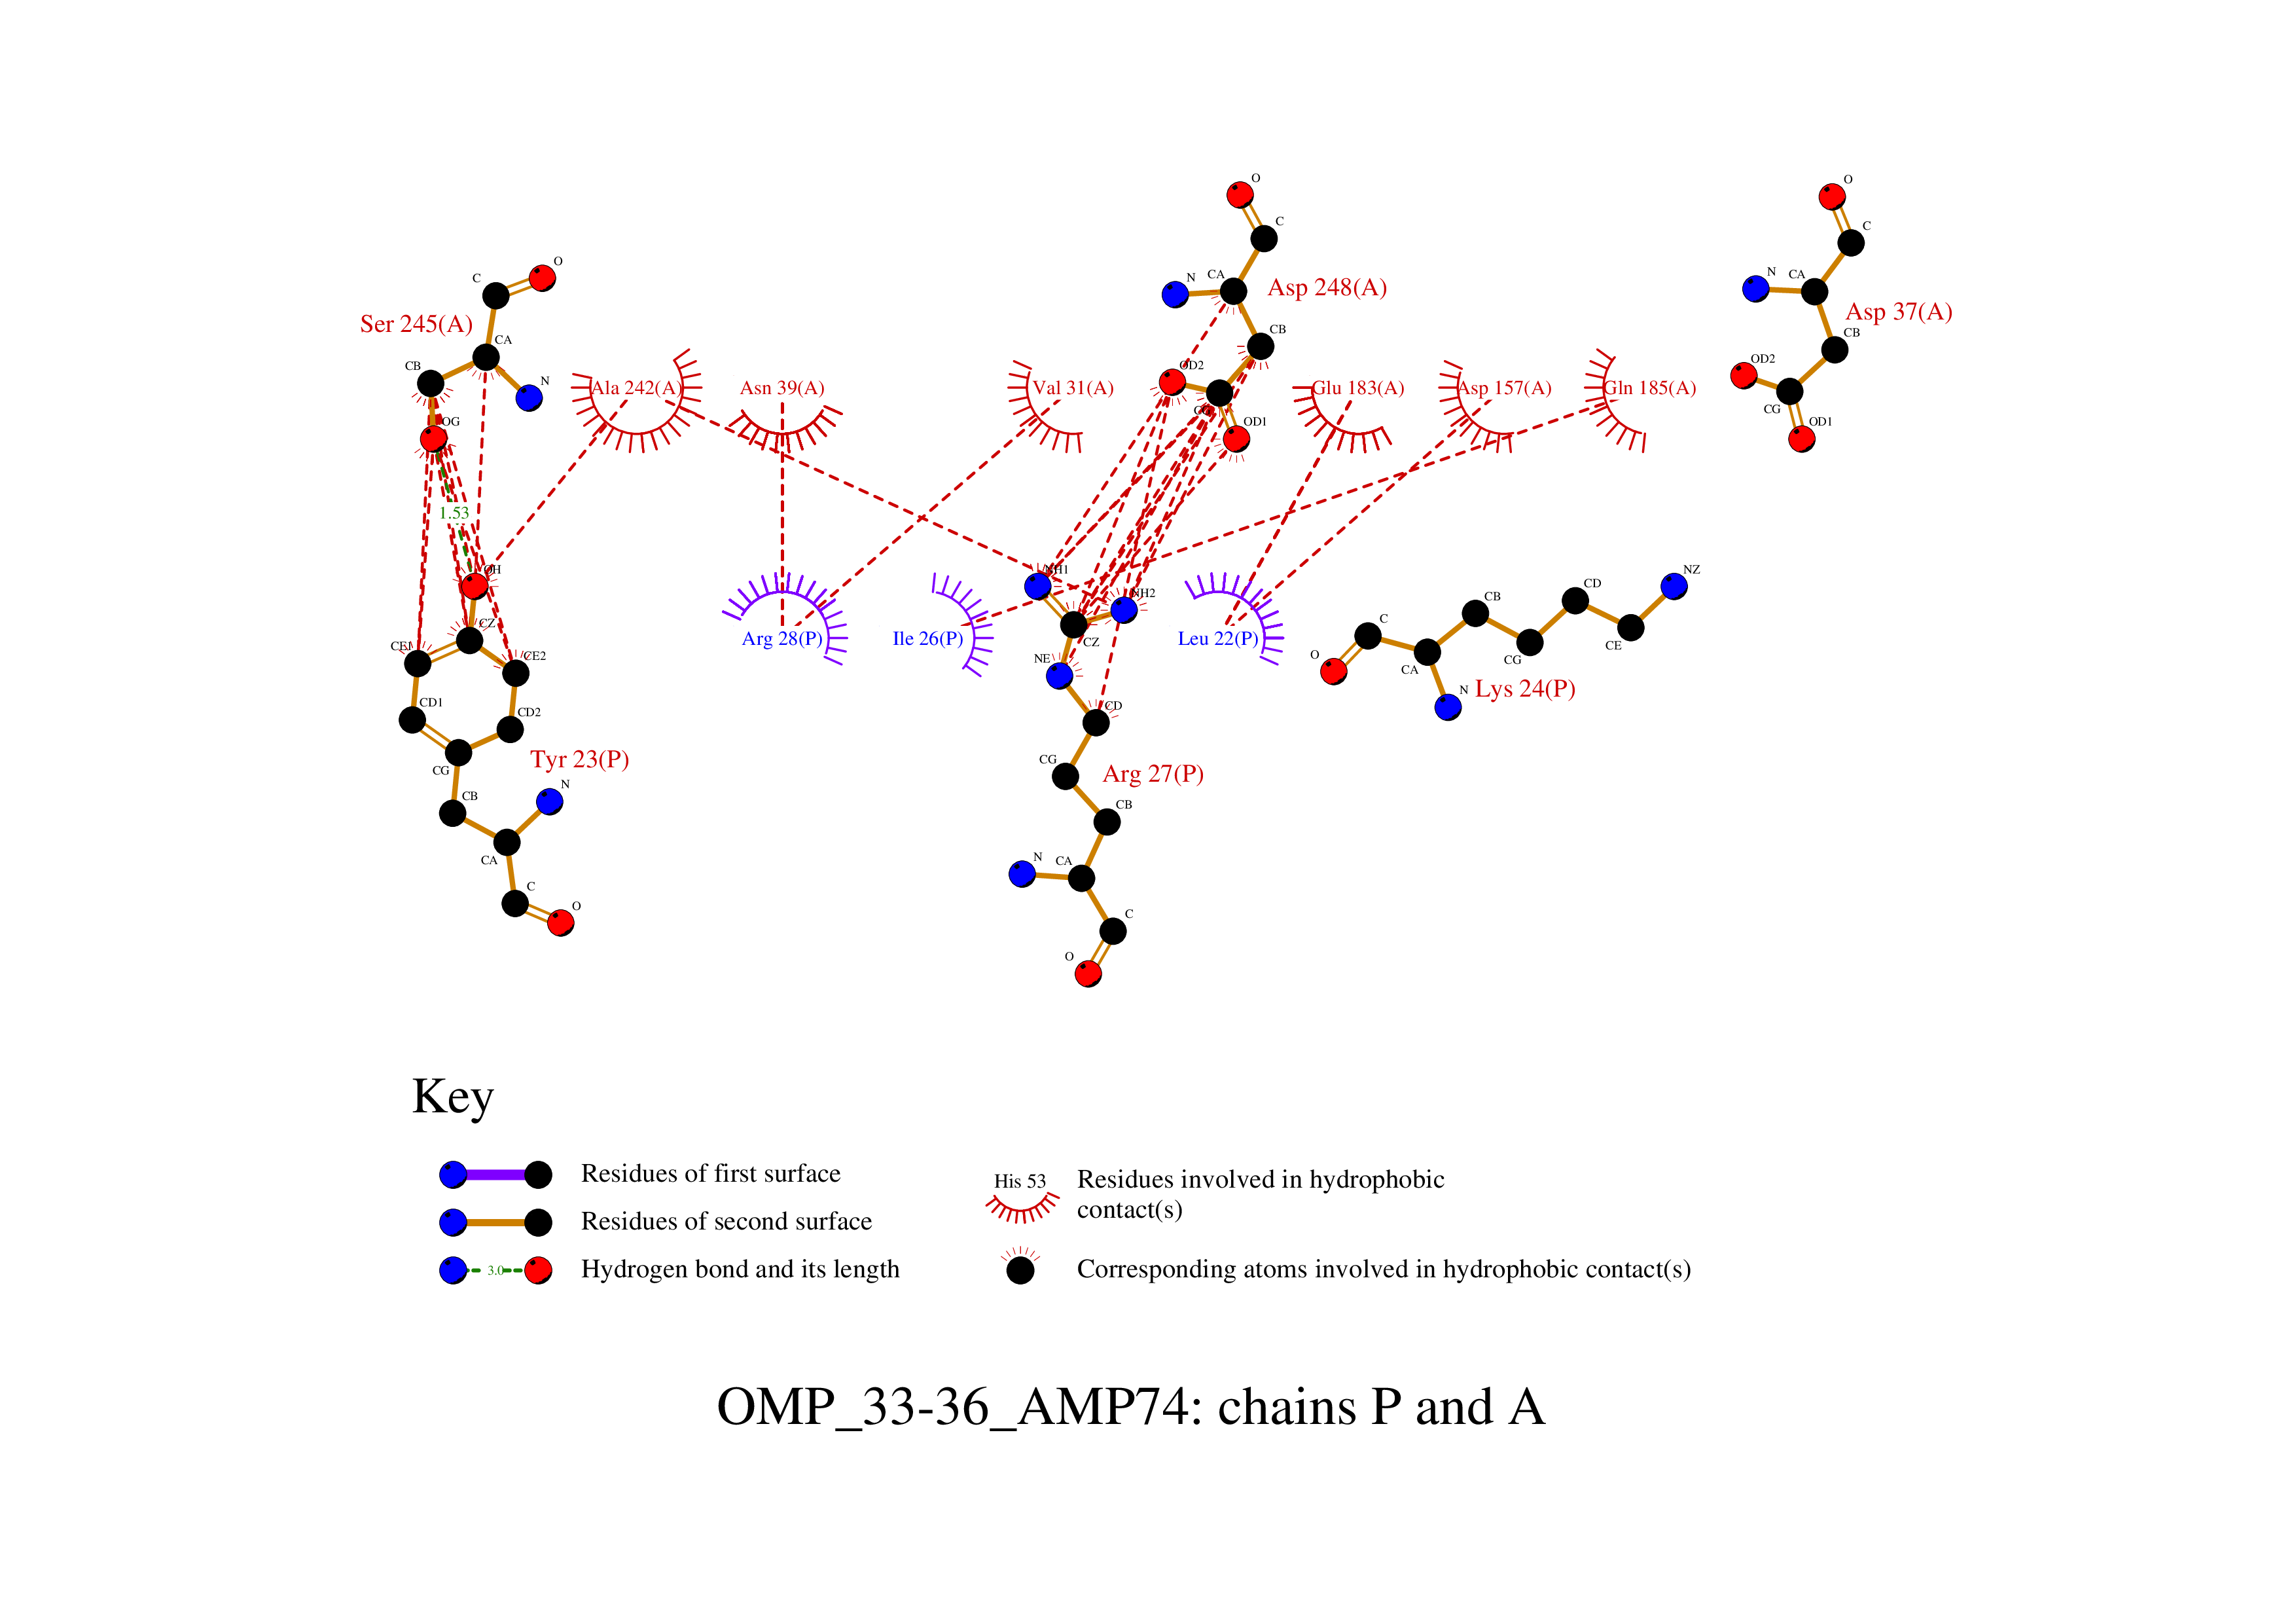 O
C
N
CA
Asp 248(A)
CB
OD2
CG
OD1
O
C
N
CA
Asp 37(A)
CB
OD2
CG
OD1
O
C
Ser 245(A)
CA
CB
N
OG
Ala 242(A)
Asn 39(A)
Val 31(A)
Glu 183(A)
Asp 157(A)
Gln 185(A)
1.53
OH
CZ
CE1
CE2
CD1
CD2
CG
Tyr 23(P)
CB
N
CA
C
O
Arg 28(P)
Ile 26(P)
NH1
NH2
CZ
NE
CD
CG
Arg 27(P)
CB
N
CA
C
O
Leu 22(P)
NZ
CD
CB
C
CE
CG
O
CA
N
Lys 24(P)
Key
Residues of first surface
Residues of second surface
3.0
Hydrogen bond and its length
His 53
Residues involved in hydrophobic
contact(s)
Corresponding atoms involved in hydrophobic contact(s)
OMP_33-36_AMP74: chains P and A